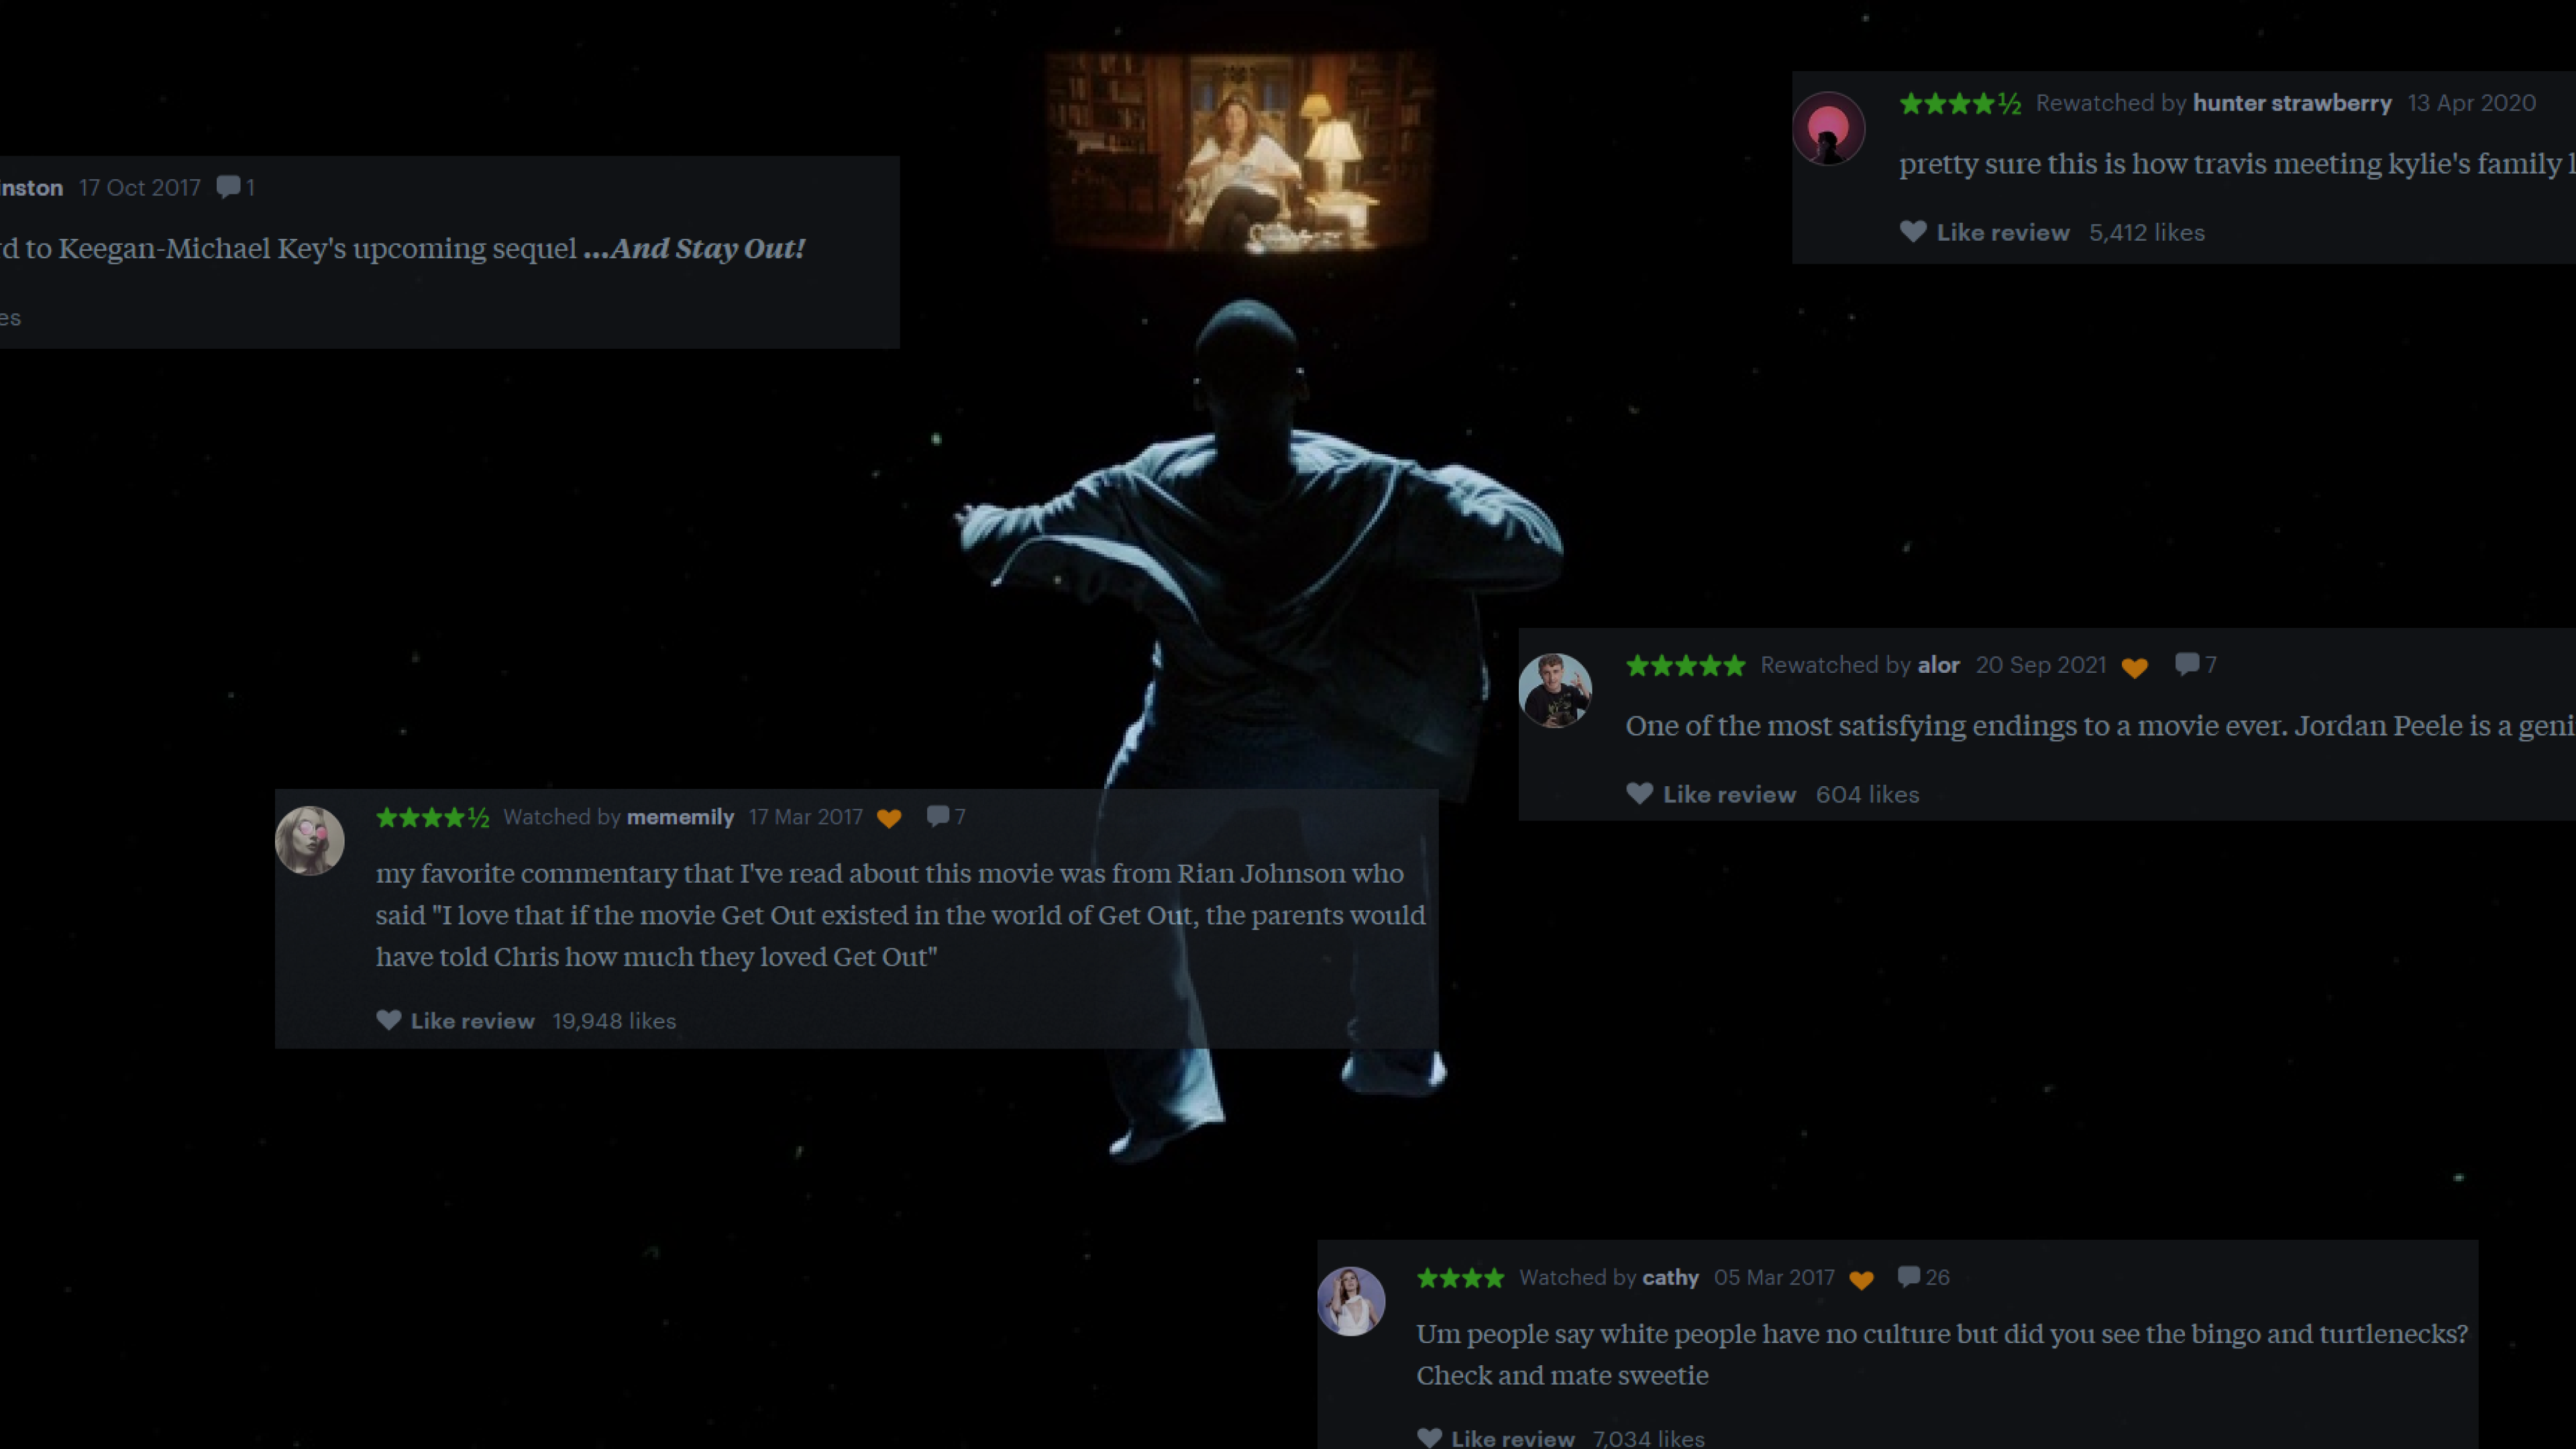 ★★★★½ Rewatched by hunter strawberry 13 Apr 2020
pretty sure this is how travis meeting kylie's family
Like review 5,412 likes
17 Oct 2017 1
to Keegan-Michael Key's upcoming sequel ...And Stay Out!
★★★★★ Rewatched by alor 20 Sep 2021 7
One of the most satisfying endings to a movie ever. Jordan Peele is a
Like review 604 likes
★★★★½ Watched by mememily 17 Mar 2017 7
my favorite commentary that I've read about this movie was from Rian Johnson who
said "I love that if the movie Get Out existed in the world of Get Out, the parents would
have told Chris how much they loved Get Out"
Like review 19,948 likes
★★★★ Watched by cathy 05 Mar 2017 26
Um people say white people have no culture but did you see the bingo and turtlenecks?
Check and mate sweetie
Like review 7,034 likes